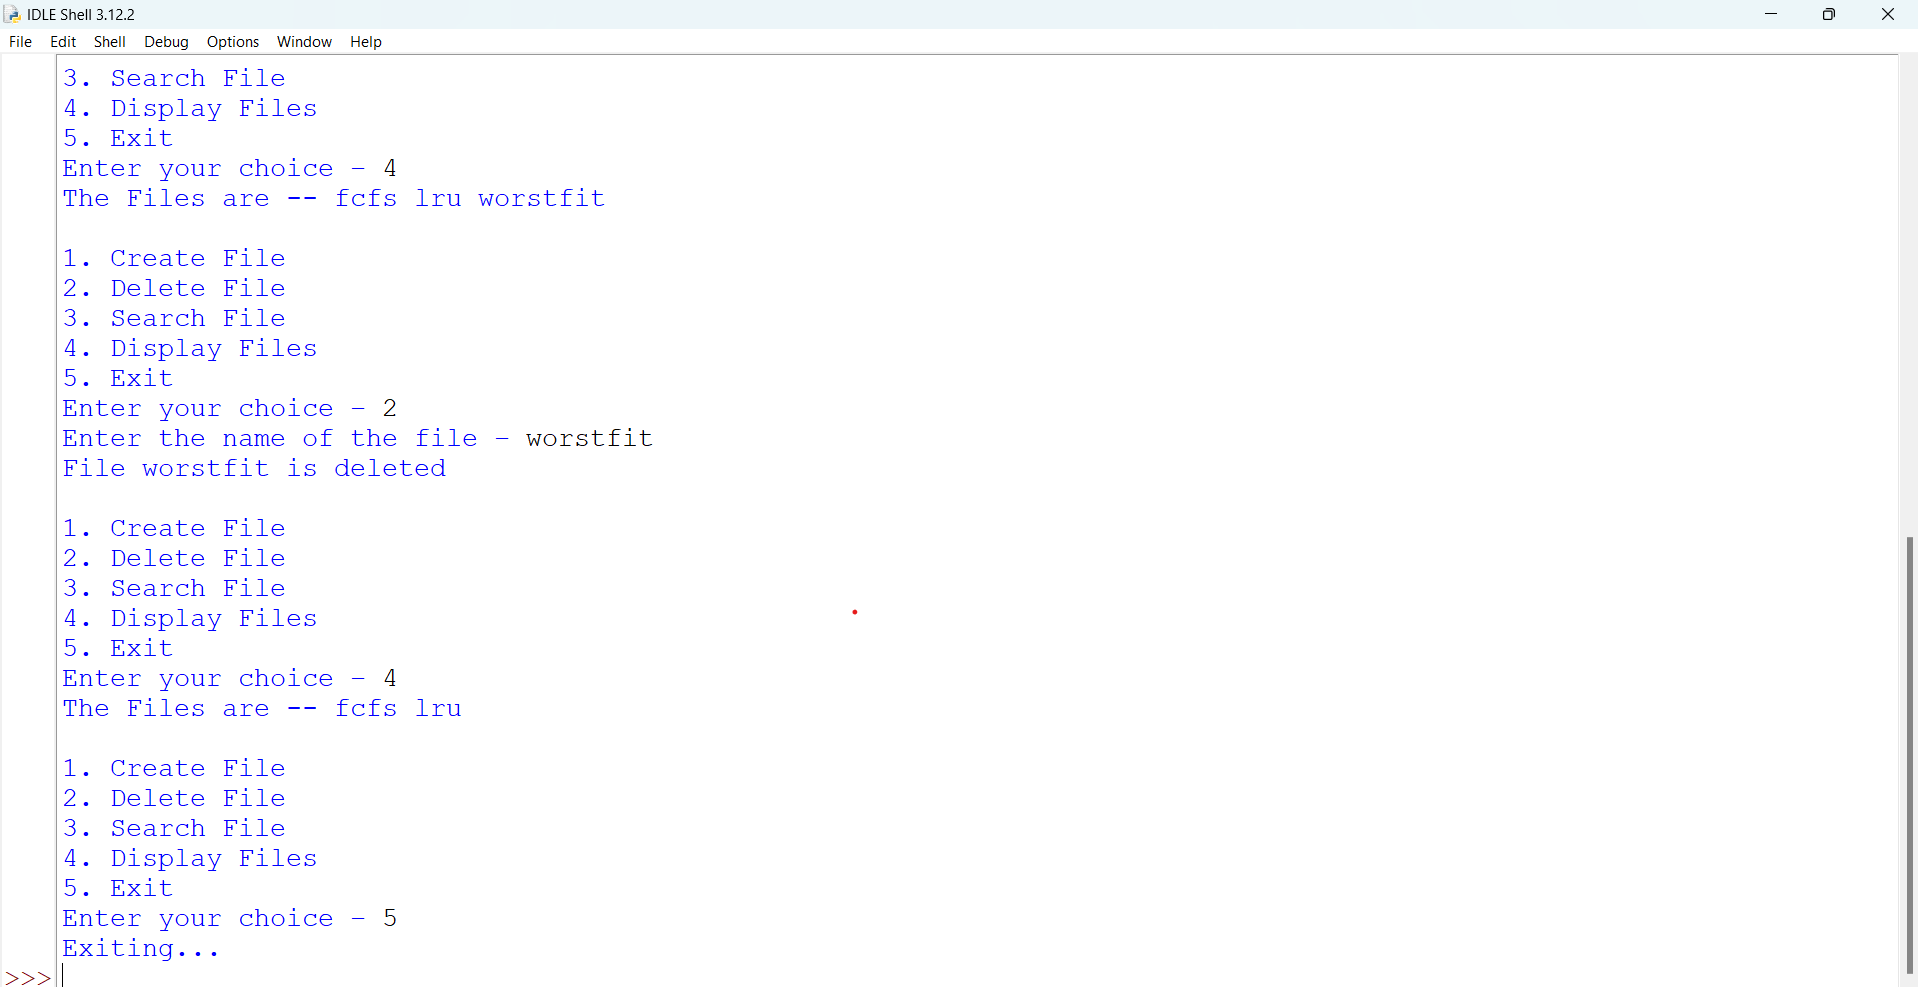 IDLE Shell 3.12.2
File Edit Shell Debug Options Window Help
3. Search File
4. Display Files
5. Exit
Enter your choice - 4
The Files are -- fcfs lru worstfit

1. Create File
2. Delete File
3. Search File
4. Display Files
5. Exit
Enter your choice - 2
Enter the name of the file - worstfit
File worstfit is deleted

1. Create File
2. Delete File
3. Search File
4. Display Files
5. Exit
Enter your choice - 4
The Files are -- fcfs lru

1. Create File
2. Delete File
3. Search File
4. Display Files
5. Exit
Enter your choice - 5
Exiting...
>>>